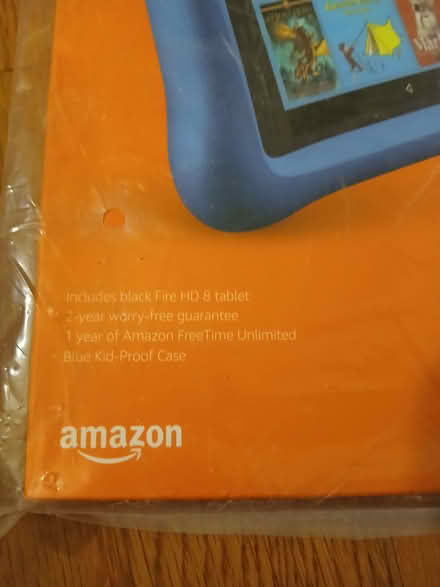 Includes black Fire HD 8 tablet
2-year worry-free guarantee
1 year of Amazon FreeTime Unlimited
Blue Kid-Proof Case
amazon